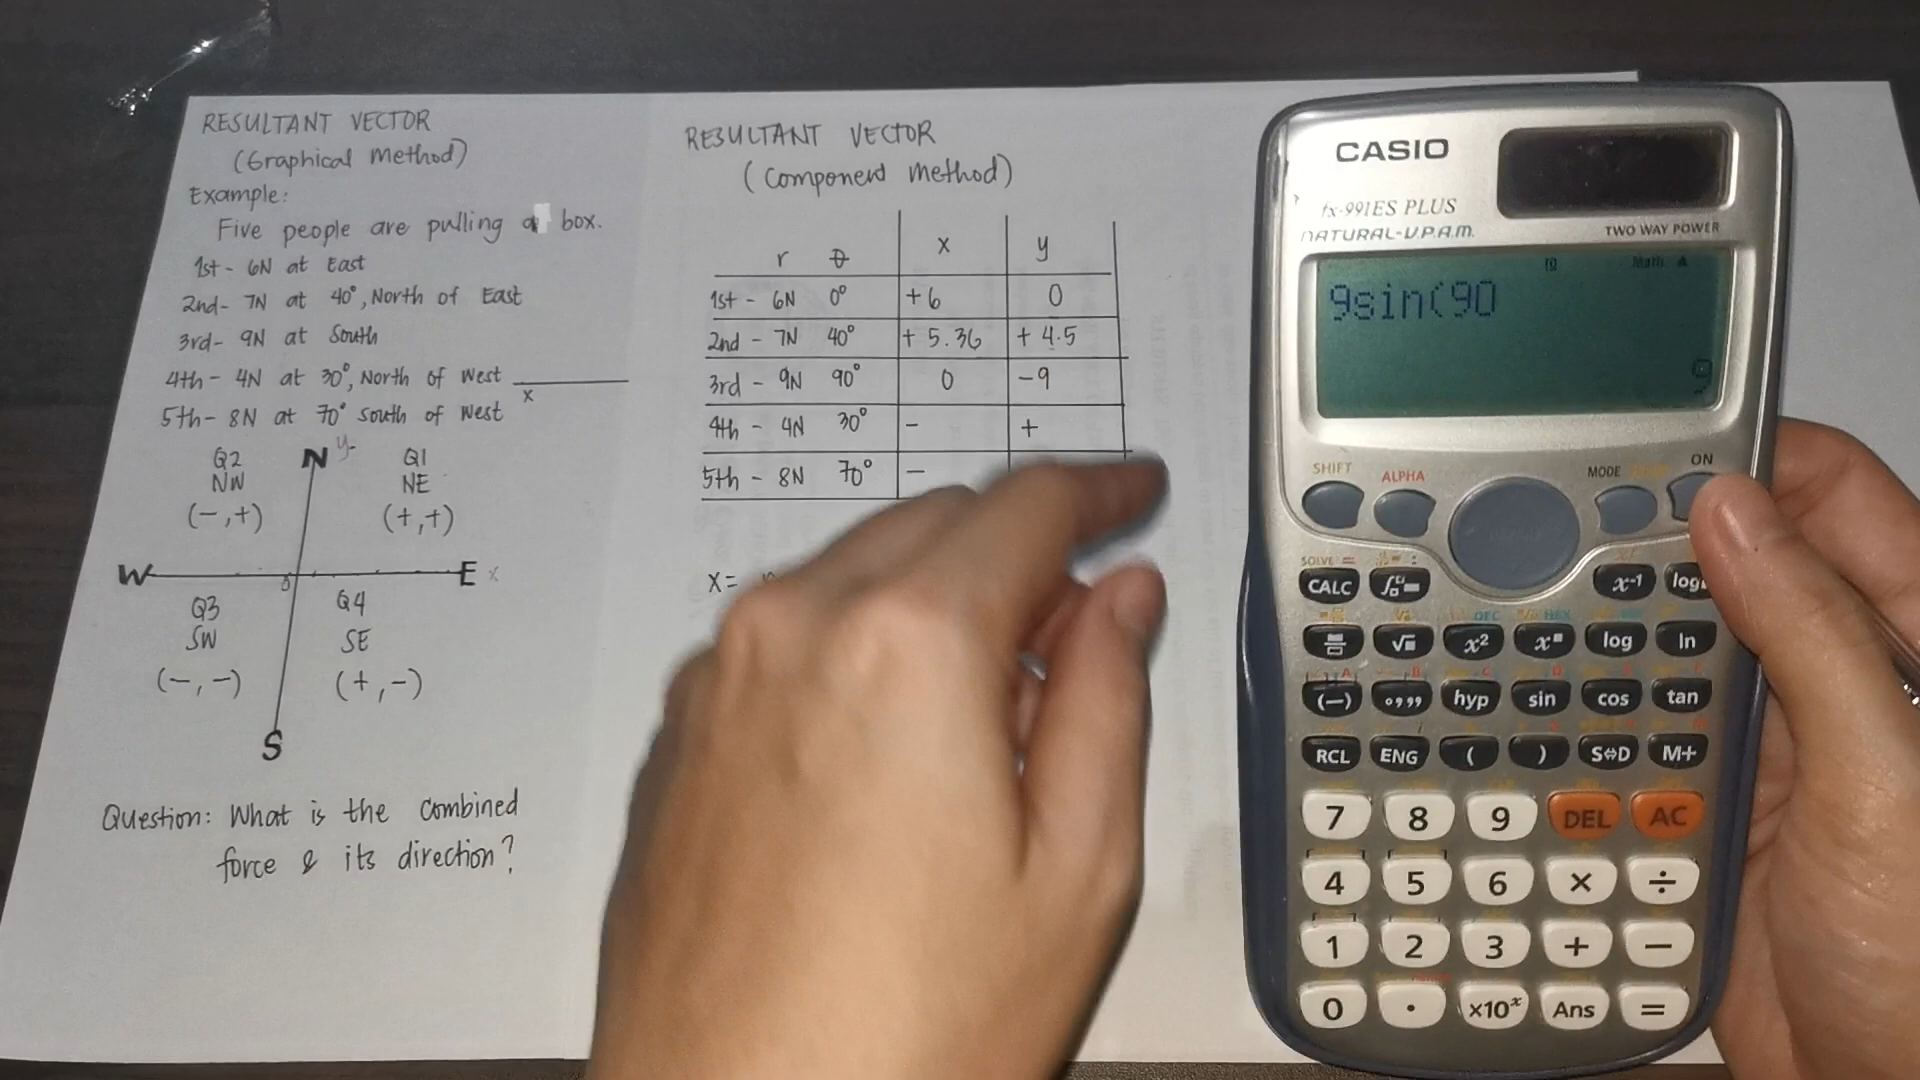 RESULTANT VECTOR
(Graphical Method)
Example:
Five people are pulling a box.
1st - 6N at East
2nd - 7N at 40°, North of East
3rd - 9N at South
4th - 4N at 30°, North of West
5th - 8N at 70° South of West
x
y
Q2
NW
(-,+)
N
Q1
NE
(+,+)
W
0
E x
Q3
SW
(-,-)
Q4
SE
(+,-)
S
Question: What is the combined
force & its direction?
RESULTANT VECTOR
(Component Method)
r θ x y
1st - 6N 0° +6 0
2nd - 7N 40° + 5.36 + 4.5
3rd - 9N 90° 0 -9
4th - 4N 30° - +
5th - 8N 70° -
x =
CASIO
fx-991ES PLUS
NATURAL-V.P.A.M.
TWO WAY POWER
D Math ▲
9sin(90
9
SHIFT ALPHA MODE ON
SOLVE =
CALC x⁻¹ log
√ x² x log ln
(-) hyp sin cos tan
RCL ENG ( ) S⇔D M+
7 8 9 DEL AC
4 5 6 × ÷
1 2 3 + −
0 . ×10ˣ Ans =